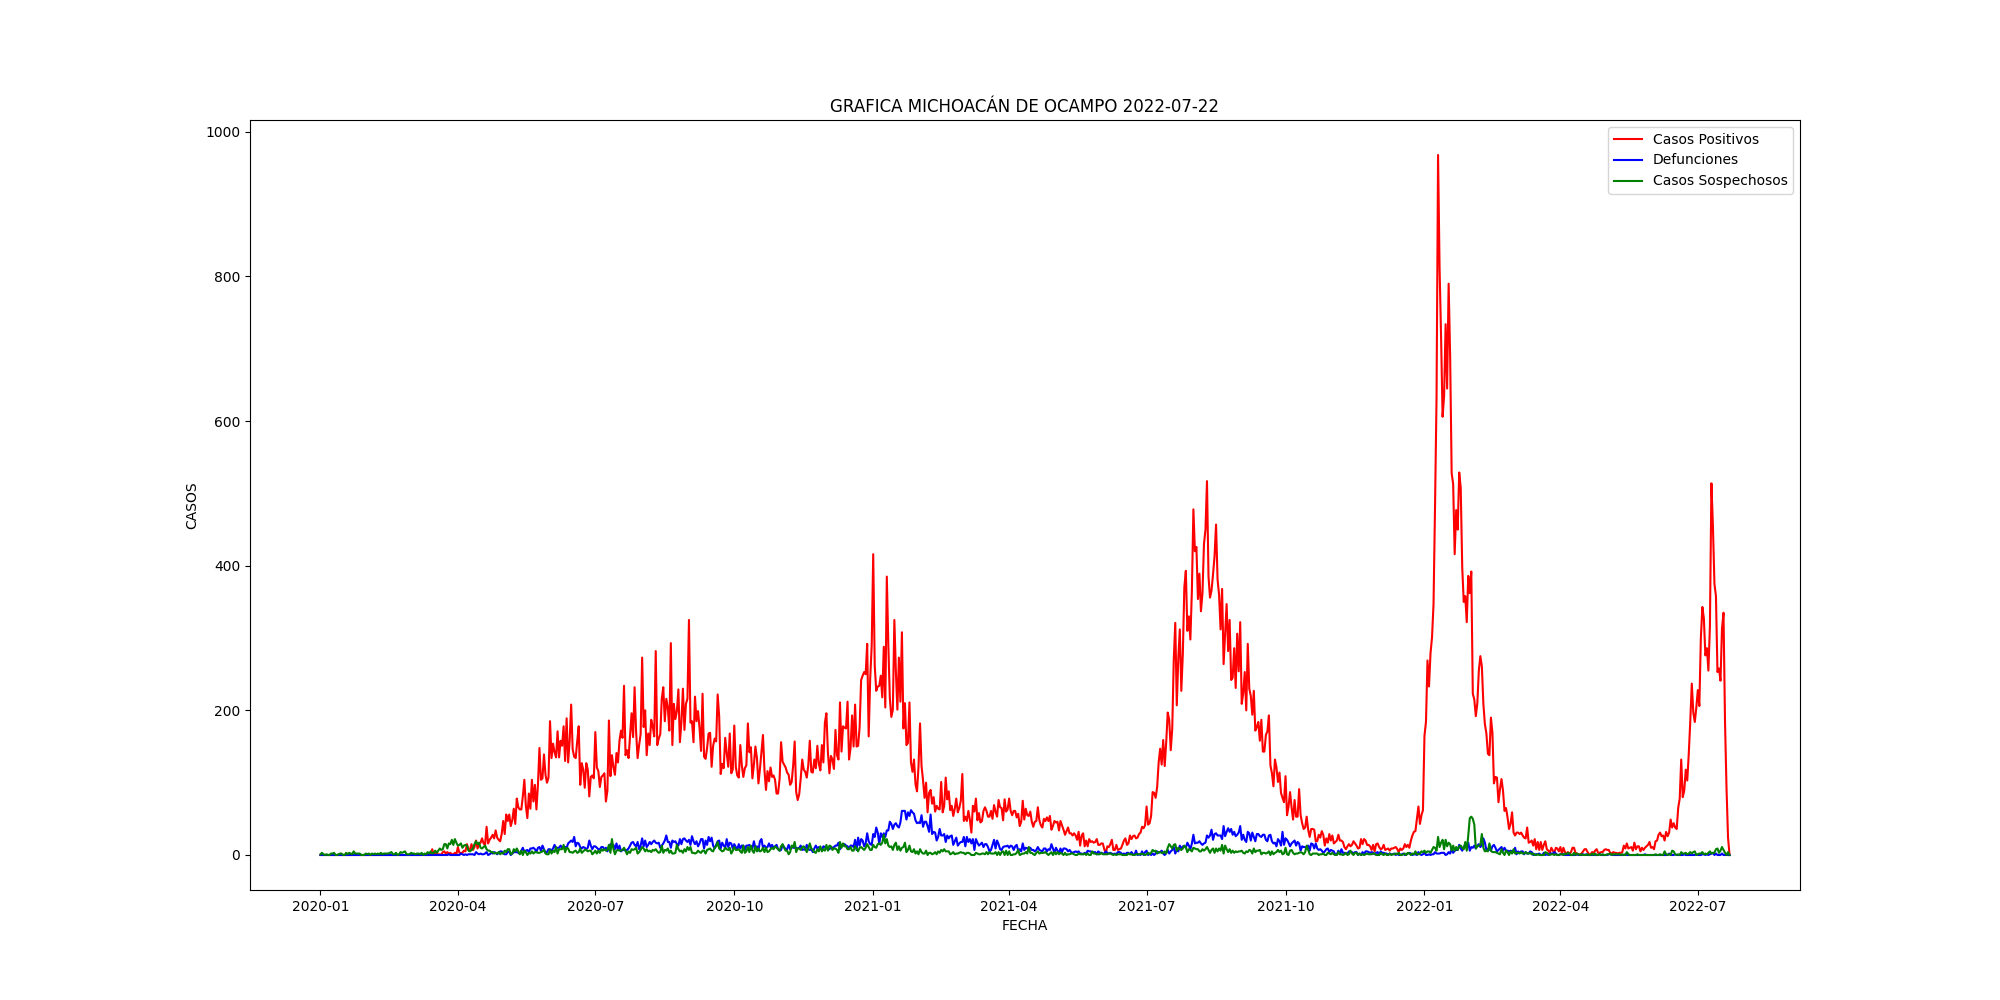 GRAFICA MICHOACÁN DE OCAMPO 2022-07-22
1000
800
600
400
200
0
CASOS
Casos Positivos
Defunciones
Casos Sospechosos
2020-01 2020-04 2020-07 2020-10 2021-01 2021-04 2021-07 2021-10 2022-01 2022-04 2022-07
FECHA